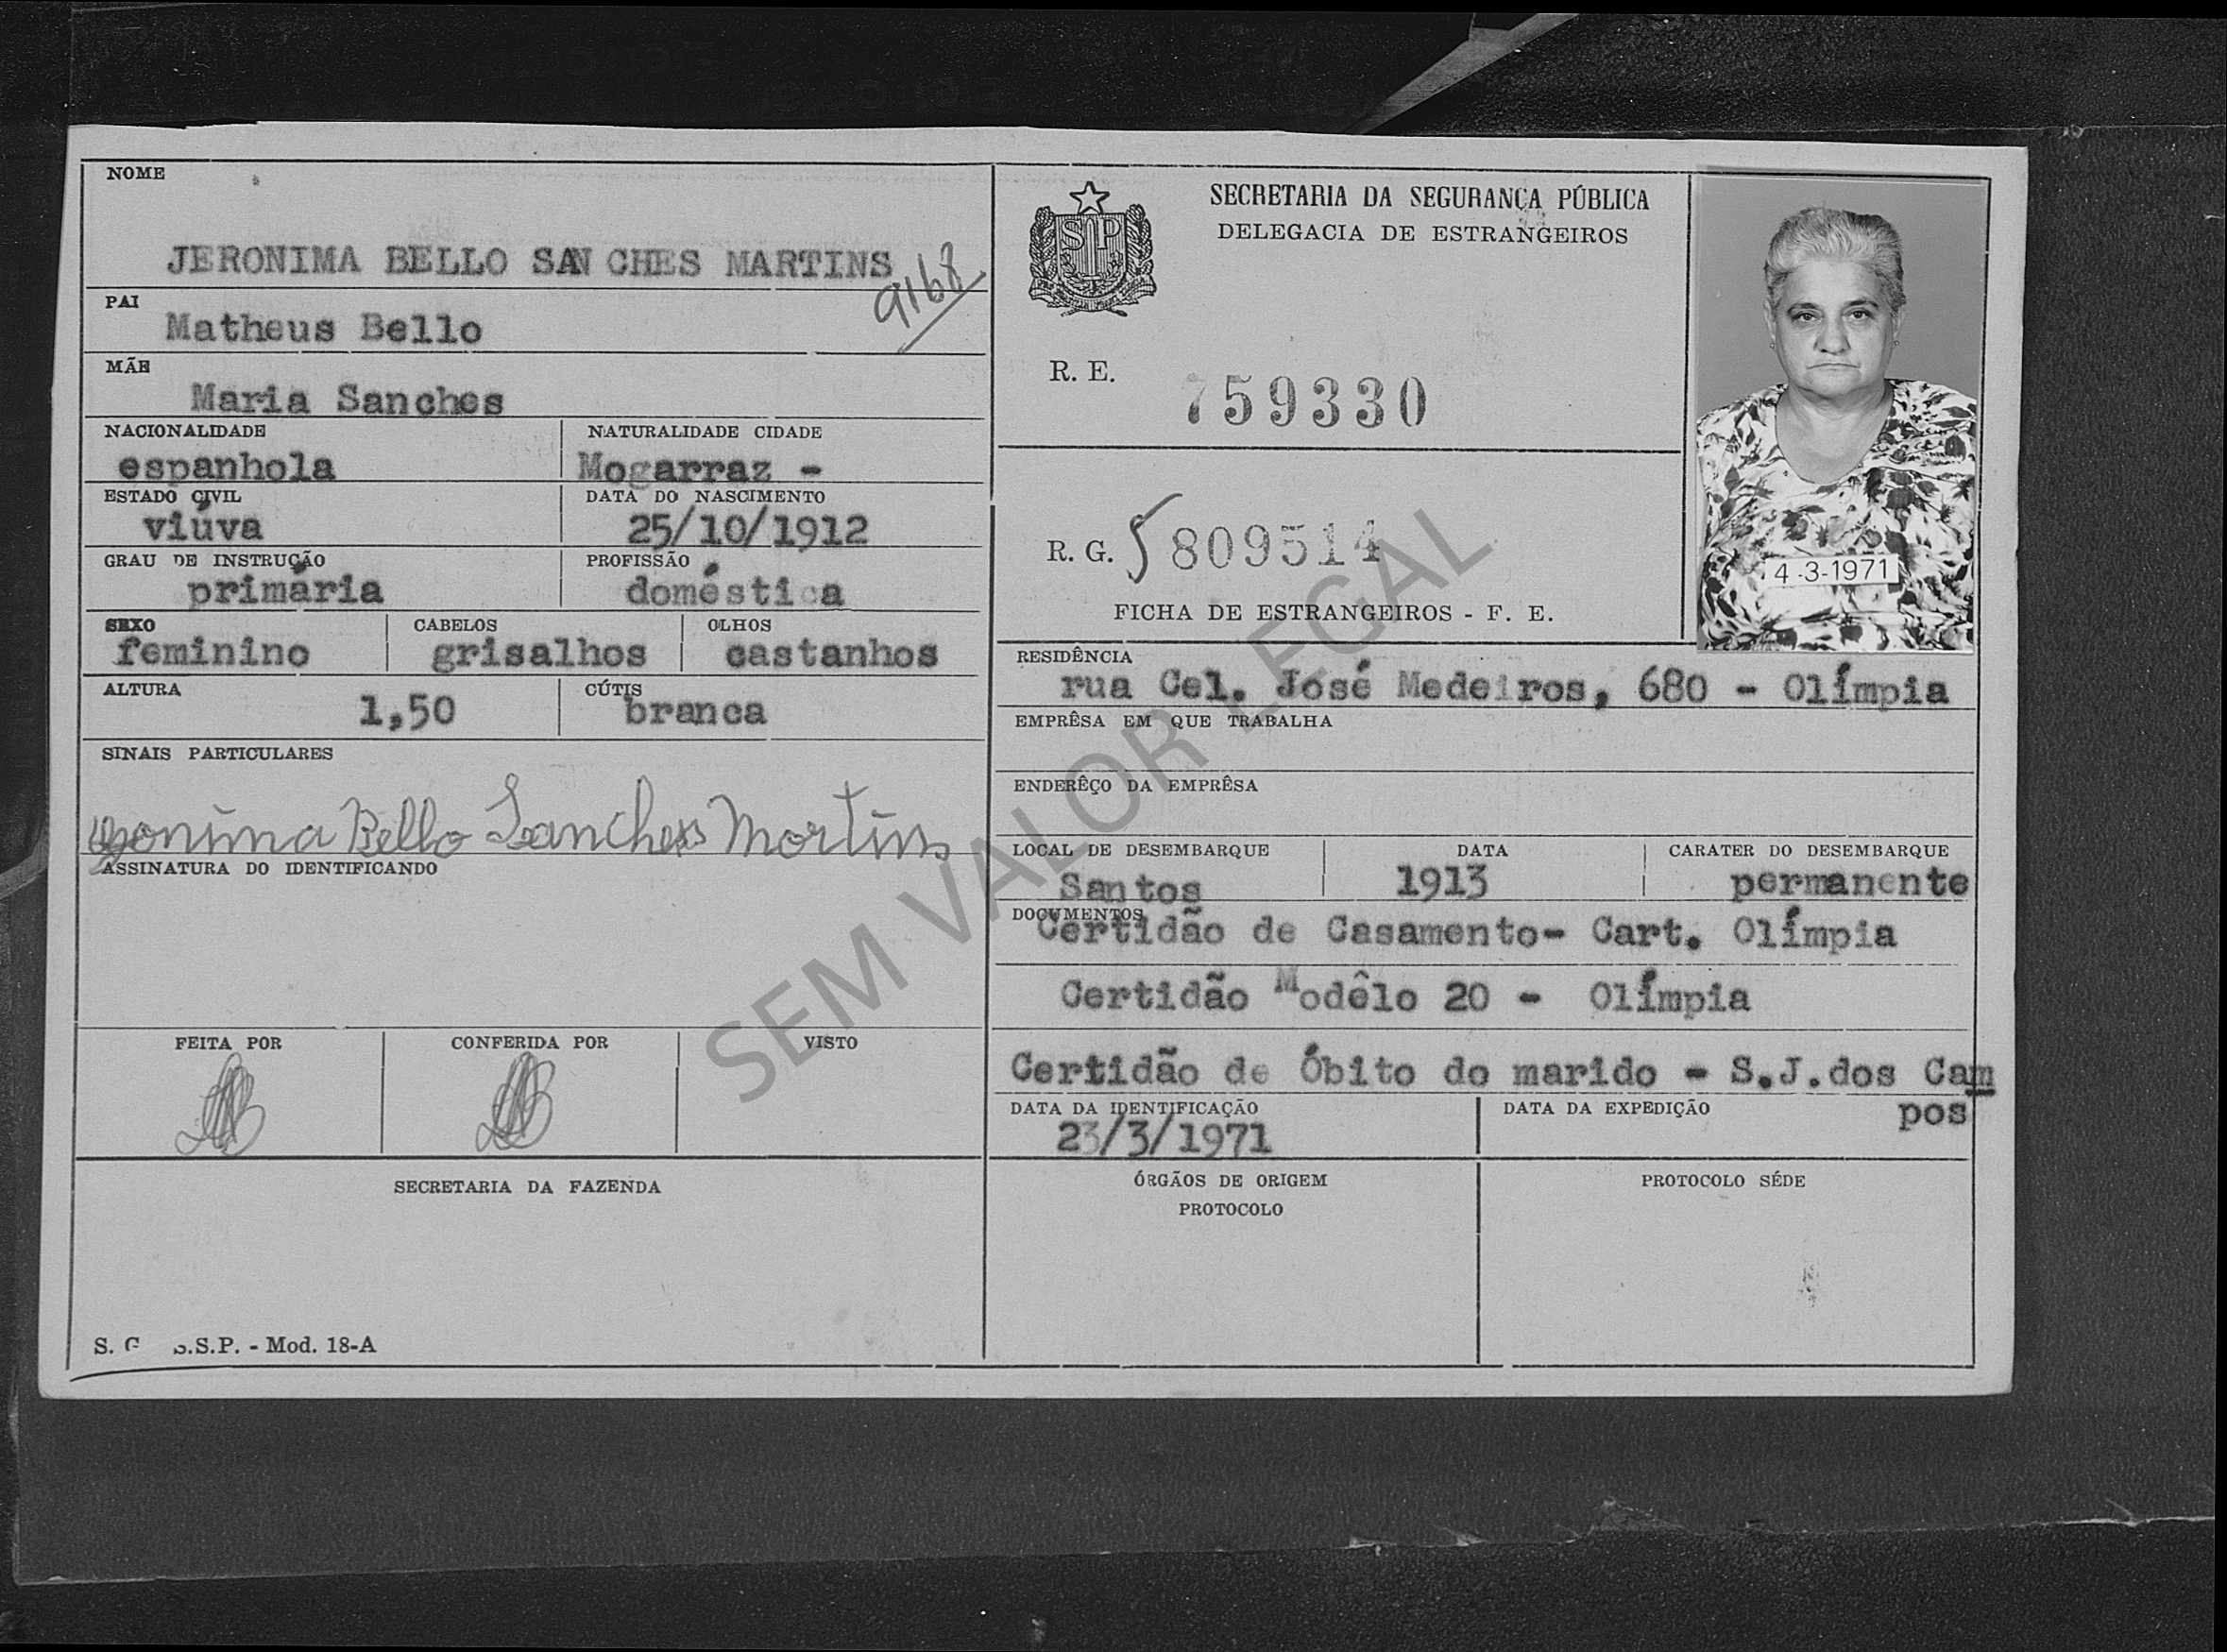 NOME
JERONIMA BELLO SAN CHES MARTINS
9168
PAI
Matheus Bello
MÃE
Maria Sanches
NACIONALIDADE NATURALIDADE CIDADE
espanhola Mogarraz -
ESTADO CÍVIL DATA DO NASCIMENTO
viúva 25/10/1912
GRAU DE INSTRUÇÃO PROFISSÃO
primária doméstica
SEXO CABELOS OLHOS
feminino grisalhos castanhos
ALTURA CÚTIS
1,50 branca
SINAIS PARTICULARES
Jeronima Bello Sanches Martins
ASSINATURA DO IDENTIFICANDO
FEITA POR CONFERIDA POR VISTO
SECRETARIA DA FAZENDA
S. G S.S.P. - Mod. 18-A
SECRETARIA DA SEGURANÇA PÚBLICA
DELEGACIA DE ESTRANGEIROS
SP
R. E. 759330
R. G. 5809514
FICHA DE ESTRANGEIROS - F. E.
4-3-1971
RESIDÊNCIA
rua Cel. José Medeiros, 680 - Olímpia
EMPRÊSA EM QUE TRABALHA
ENDERÊÇO DA EMPRÊSA
LOCAL DE DESEMBARQUE DATA CARATER DO DESEMBARQUE
Santos 1913 permanente
DOCUMENTOS
Certidão de Casamento- Cart. Olímpia
Certidão Modêlo 20 - Olímpia
Certidão de Óbito do marido - S.J.dos Cam
pos
DATA DA IDENTIFICAÇÃO DATA DA EXPEDIÇÃO
23/3/1971
ÓRGÃOS DE ORIGEM PROTOCOLO SÉDE
PROTOCOLO
SEM VALOR LEGAL